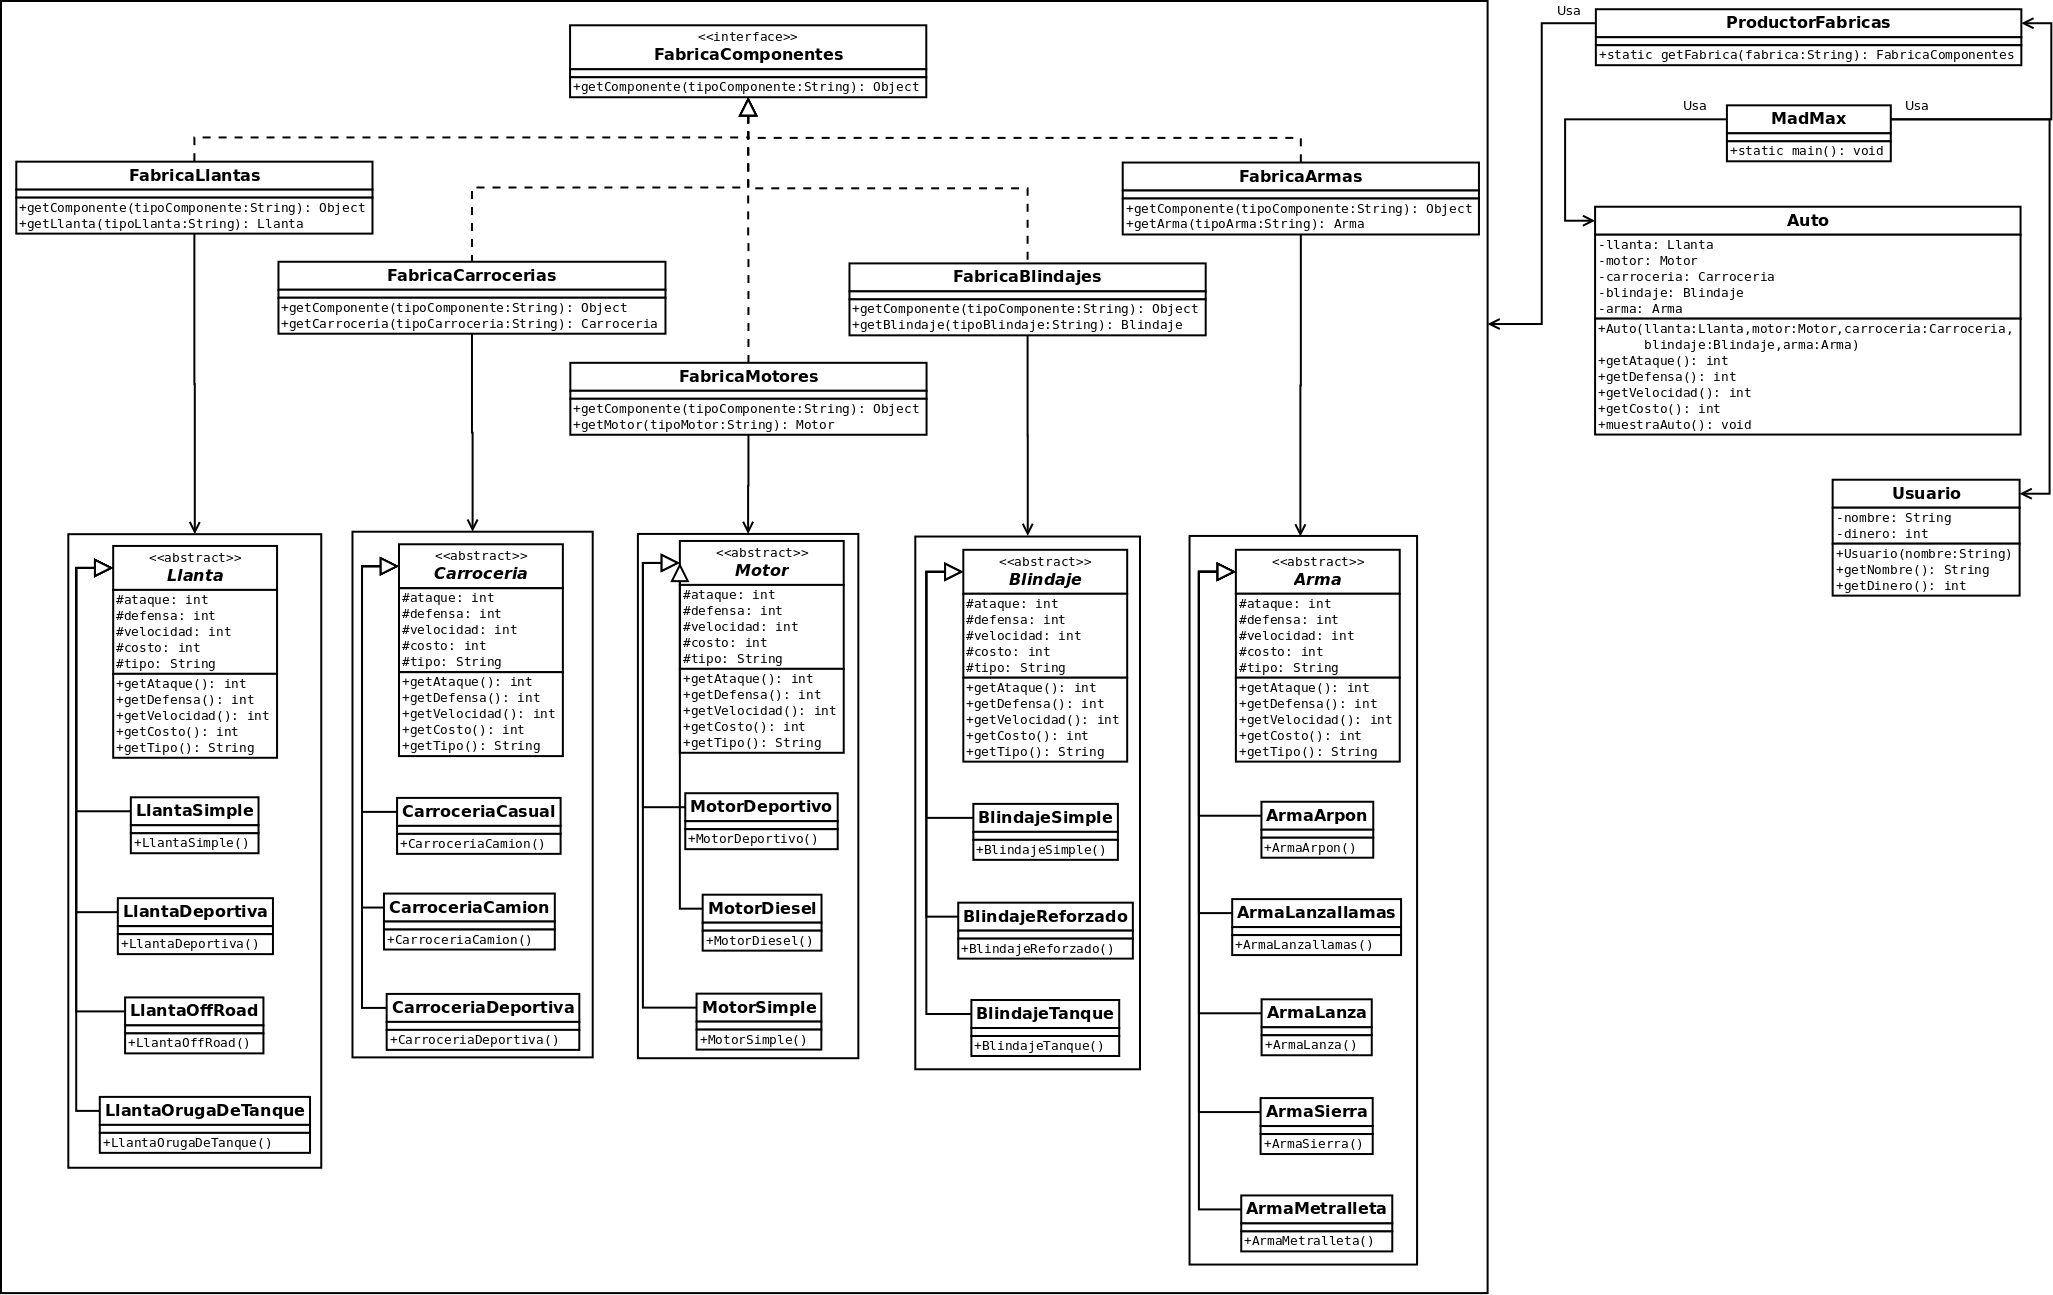 <<interface>>
FabricaComponentes
+getComponente(tipoComponente:String): Object
FabricaLlantas
+getComponente(tipoComponente:String): Object
+getLlanta(tipoLlanta:String): Llanta
FabricaCarrocerias
+getComponente(tipoComponente:String): Object
+getCarroceria(tipoCarroceria:String): Carroceria
FabricaMotores
+getComponente(tipoComponente:String): Object
+getMotor(tipoMotor:String): Motor
FabricaBlindajes
+getComponente(tipoComponente:String): Object
+getBlindaje(tipoBlindaje:String): Blindaje
FabricaArmas
+getComponente(tipoComponente:String): Object
+getArma(tipoArma:String): Arma
<<abstract>>
Llanta
#ataque: int
#defensa: int
#velocidad: int
#costo: int
#tipo: String
+getAtaque(): int
+getDefensa(): int
+getVelocidad(): int
+getCosto(): int
+getTipo(): String
LlantaSimple
+LlantaSimple()
LlantaDeportiva
+LlantaDeportiva()
LlantaOffRoad
+LlantaOffRoad()
LlantaOrugaDeTanque
+LlantaOrugaDeTanque()
<<abstract>>
Carroceria
#ataque: int
#defensa: int
#velocidad: int
#costo: int
#tipo: String
+getAtaque(): int
+getDefensa(): int
+getVelocidad(): int
+getCosto(): int
+getTipo(): String
CarroceriaCasual
+CarroceriaCamion()
CarroceriaCamion
+CarroceriaCamion()
CarroceriaDeportiva
+CarroceriaDeportiva()
<<abstract>>
Motor
#ataque: int
#defensa: int
#velocidad: int
#costo: int
#tipo: String
+getAtaque(): int
+getDefensa(): int
+getVelocidad(): int
+getCosto(): int
+getTipo(): String
MotorDeportivo
+MotorDeportivo()
MotorDiesel
+MotorDiesel()
MotorSimple
+MotorSimple()
<<abstract>>
Blindaje
#ataque: int
#defensa: int
#velocidad: int
#costo: int
#tipo: String
+getAtaque(): int
+getDefensa(): int
+getVelocidad(): int
+getCosto(): int
+getTipo(): String
BlindajeSimple
+BlindajeSimple()
BlindajeReforzado
+BlindajeReforzado()
BlindajeTanque
+BlindajeTanque()
<<abstract>>
Arma
#ataque: int
#defensa: int
#velocidad: int
#costo: int
#tipo: String
+getAtaque(): int
+getDefensa(): int
+getVelocidad(): int
+getCosto(): int
+getTipo(): String
ArmaArpon
+ArmaArpon()
ArmaLanzallamas
+ArmaLanzallamas()
ArmaLanza
+ArmaLanza()
ArmaSierra
+ArmaSierra()
ArmaMetralleta
+ArmaMetralleta()
Usa
ProductorFabricas
+static getFabrica(fabrica:String): FabricaComponentes
Usa
Usa
MadMax
+static main(): void
Auto
-llanta: Llanta
-motor: Motor
-carroceria: Carroceria
-blindaje: Blindaje
-arma: Arma
+Auto(llanta:Llanta,motor:Motor,carroceria:Carroceria,
blindaje:Blindaje,arma:Arma)
+getAtaque(): int
+getDefensa(): int
+getVelocidad(): int
+getCosto(): int
+muestraAuto(): void
Usuario
-nombre: String
-dinero: int
+Usuario(nombre:String)
+getNombre(): String
+getDinero(): int